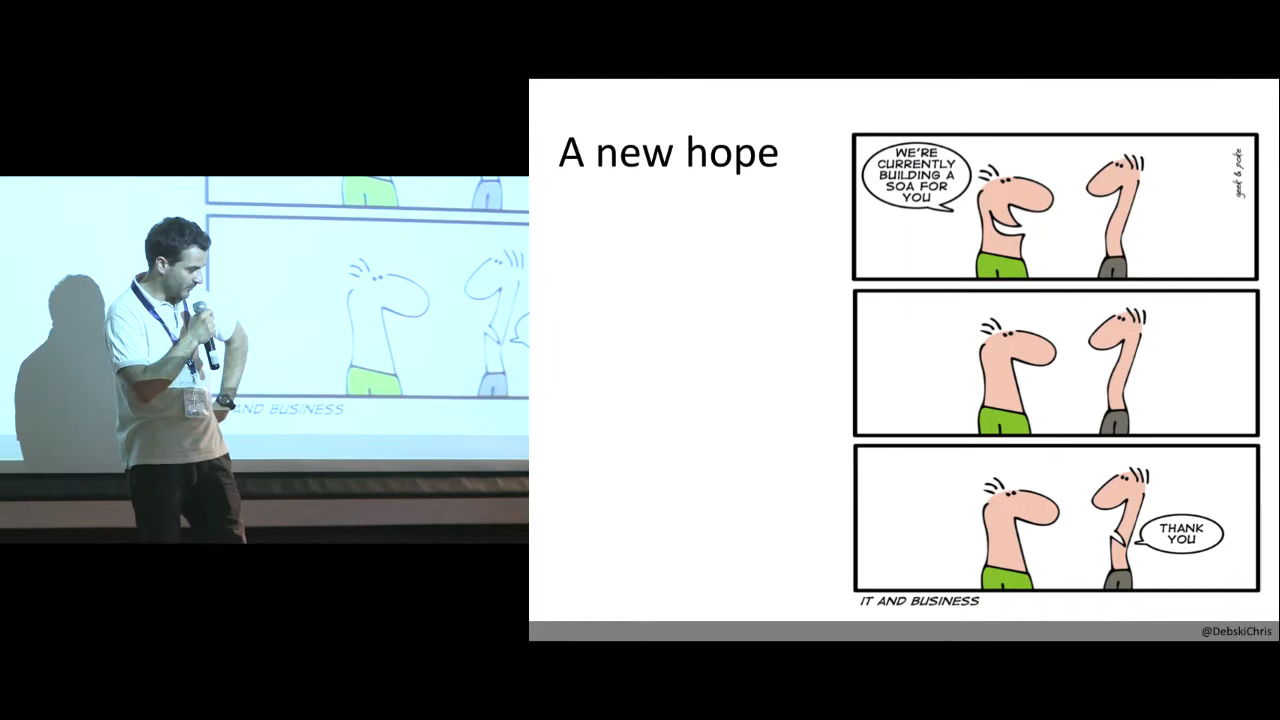 A new hope
WE'RE
CURRENTLY
BUILDING A
SOA FOR
YOU
geek & poke
THANK
YOU
IT AND BUSINESS
@DebskiChris
AND BUSINESS